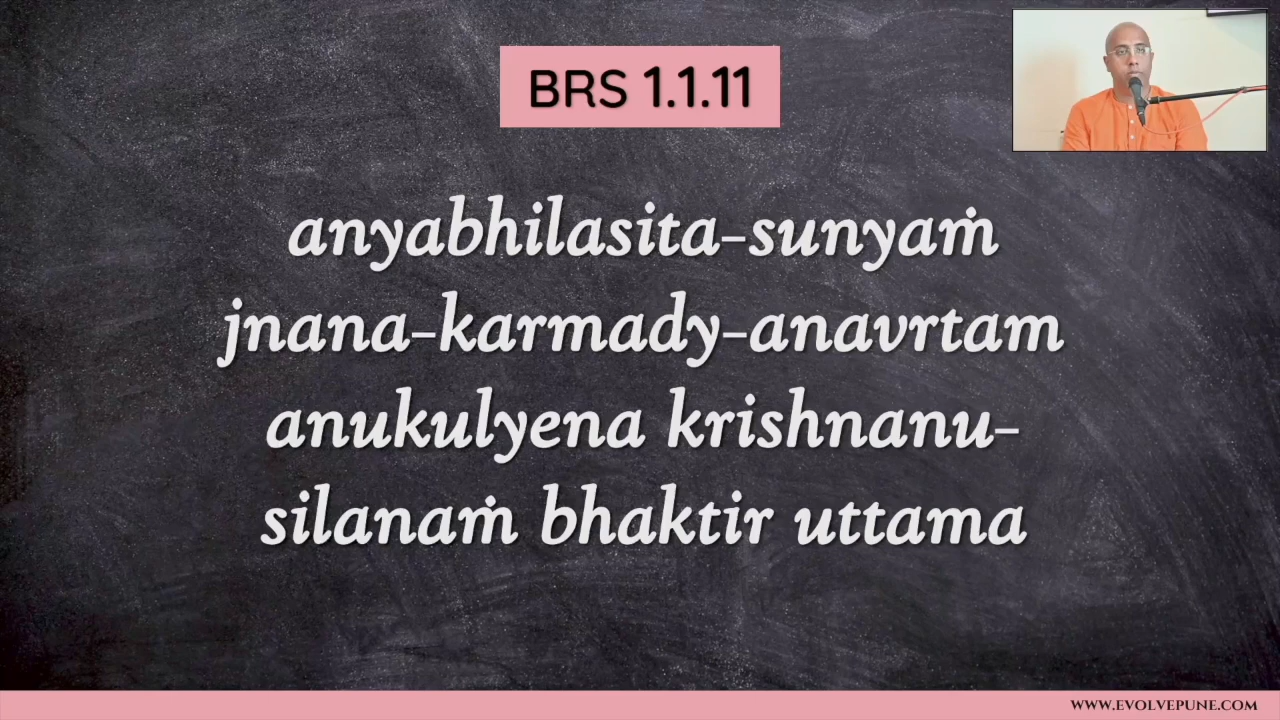 BRS 1.1.11
anyabhilasita-sunyaṁ
jnana-karmady-anavrtam
anukulyena krishnanu-
silanaṁ bhaktir uttama
WWW.EVOLVEPUNE.COM